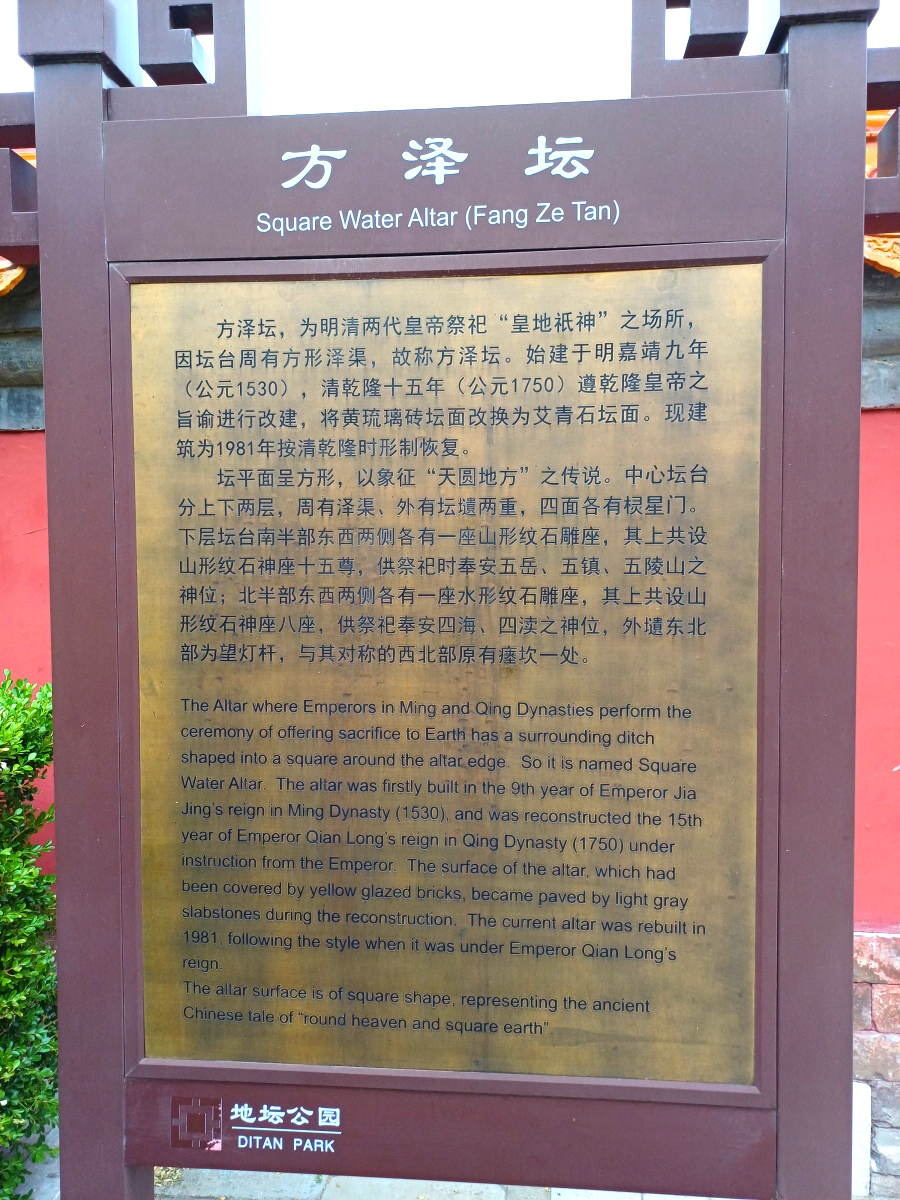 方泽坛
Square Water Altar (Fang Ze Tan)
方泽坛，为明清两代皇帝祭祀“皇地祇神”之场所，
因坛台周有方形泽渠，故称方泽坛。始建于明嘉靖九年
（公元1530），清乾隆十五年（公元1750）遵乾隆皇帝之
旨谕进行改建，将黄琉璃砖坛面改换为艾青石坛面。现建
筑为1981年按清乾隆时形制恢复。
坛平面呈方形，以象征“天圆地方”之传说。中心坛台
分上下两层，周有泽渠、外有坛壝两重，四面各有棂星门。
下层坛台南半部东西两侧各有一座山形纹石雕座，其上共设
山形纹石神座十五尊，供祭祀时奉安五岳、五镇、五陵山之
神位；北半部东西两侧各有一座水形纹石雕座，其上共设山
形纹石神座八座，供祭祀奉安四海、四渎之神位，外壝东北
部为望灯杆，与其对称的西北部原有瘗坎一处。
The Altar where Emperors in Ming and Qing Dynasties perform the
ceremony of offering sacrifice to Earth has a surrounding ditch
shaped into a square around the altar edge. So it is named Square
Water Altar. The altar was firstly built in the 9th year of Emperor Jia
Jing's reign in Ming Dynasty (1530), and was reconstructed the 15th
year of Emperor Qian Long's reign in Qing Dynasty (1750) under
instruction from the Emperor. The surface of the altar, which had
been covered by yellow glazed bricks, became paved by light gray
slabstones during the reconstruction. The current altar was rebuilt in
1981, following the style when it was under Emperor Qian Long's
reign.
The altar surface is of square shape, representing the ancient
Chinese tale of “round heaven and square earth”
地坛公园
DITAN PARK